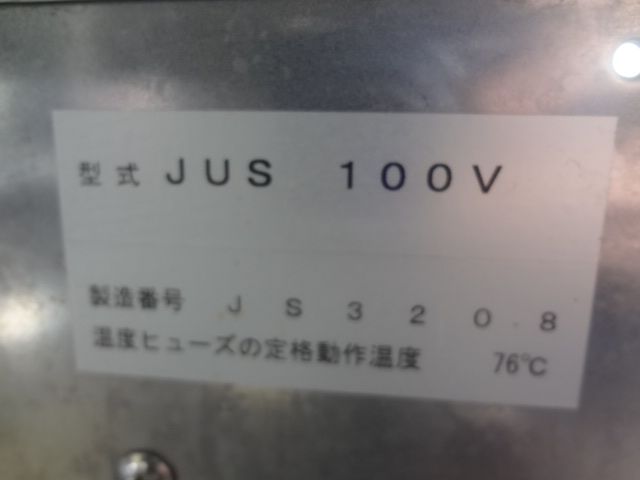 型式 JUS 100V
製造番号 JS3208
温度ヒューズの定格動作温度 76℃